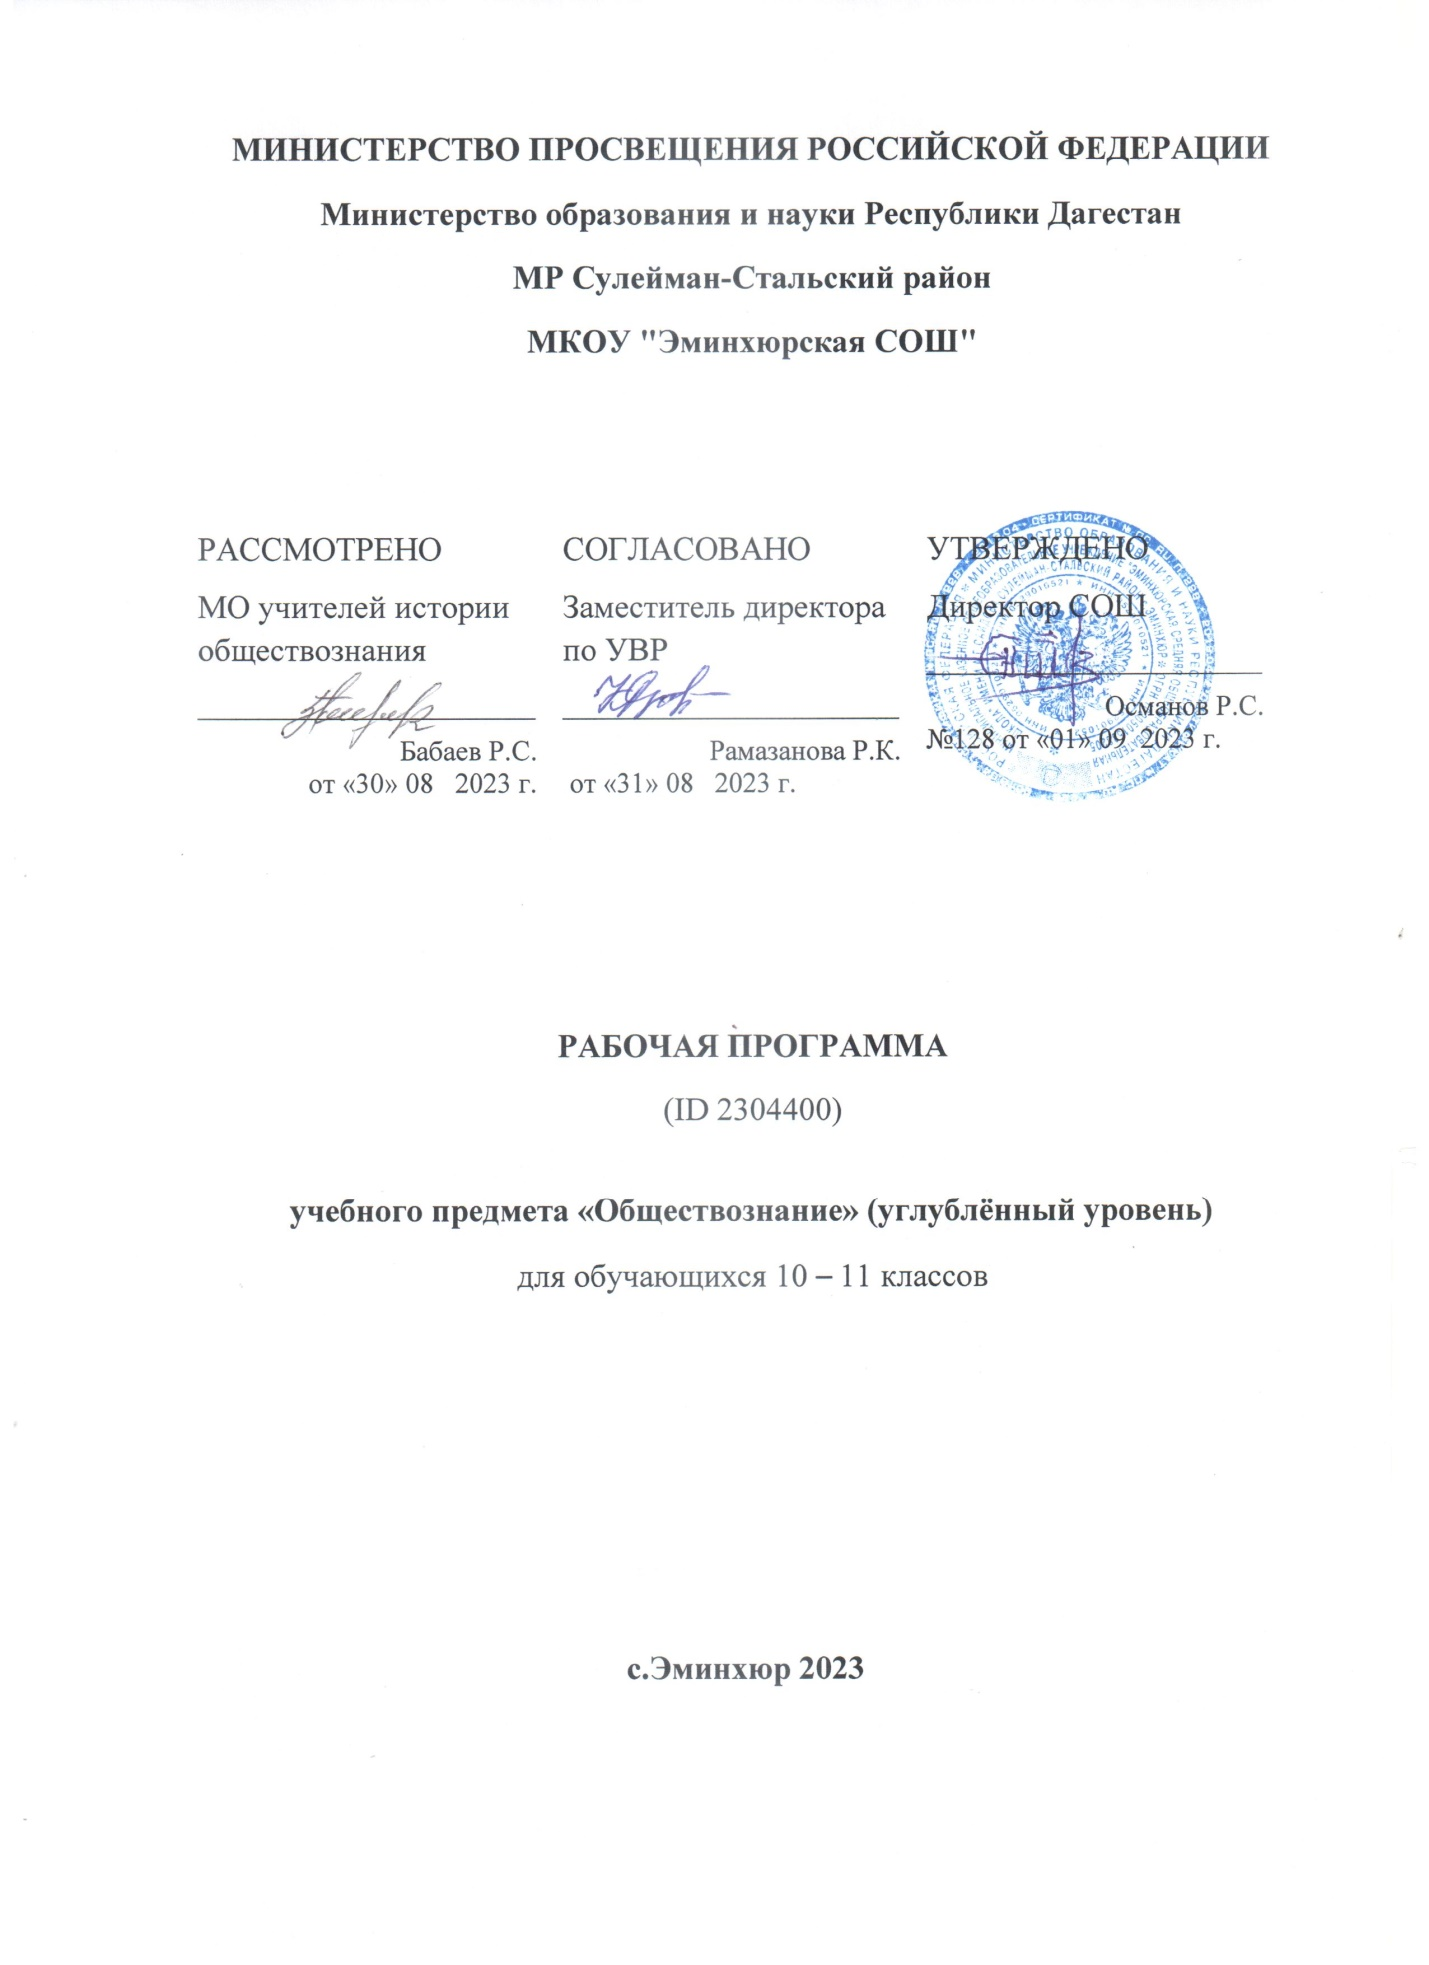 МИНИСТЕРСТВО ПРОСВЕЩЕНИЯ РОССИЙСКОЙ ФЕДЕРАЦИИ
Министерство образования и науки Республики Дагестан
МР Сулейман-Стальский район
МКОУ "Эминхюрская СОШ"
РАССМОТРЕНО
МО учителей истории
обществознания
Бабаев Р.С.
от «30» 08 2023 г.
СОГЛАСОВАНО
Заместитель директора
по УВР
Рамазанова Р.К.
от «31» 08 2023 г.
УТВЕРЖДЕНО
Директор СОШ
Османов Р.С.
№128 от «01» 09 2023 г.
РАБОЧАЯ ПРОГРАММА
(ID 2304400)
учебного предмета «Обществознание» (углублённый уровень)
для обучающихся 10 – 11 классов
с.Эминхюр 2023